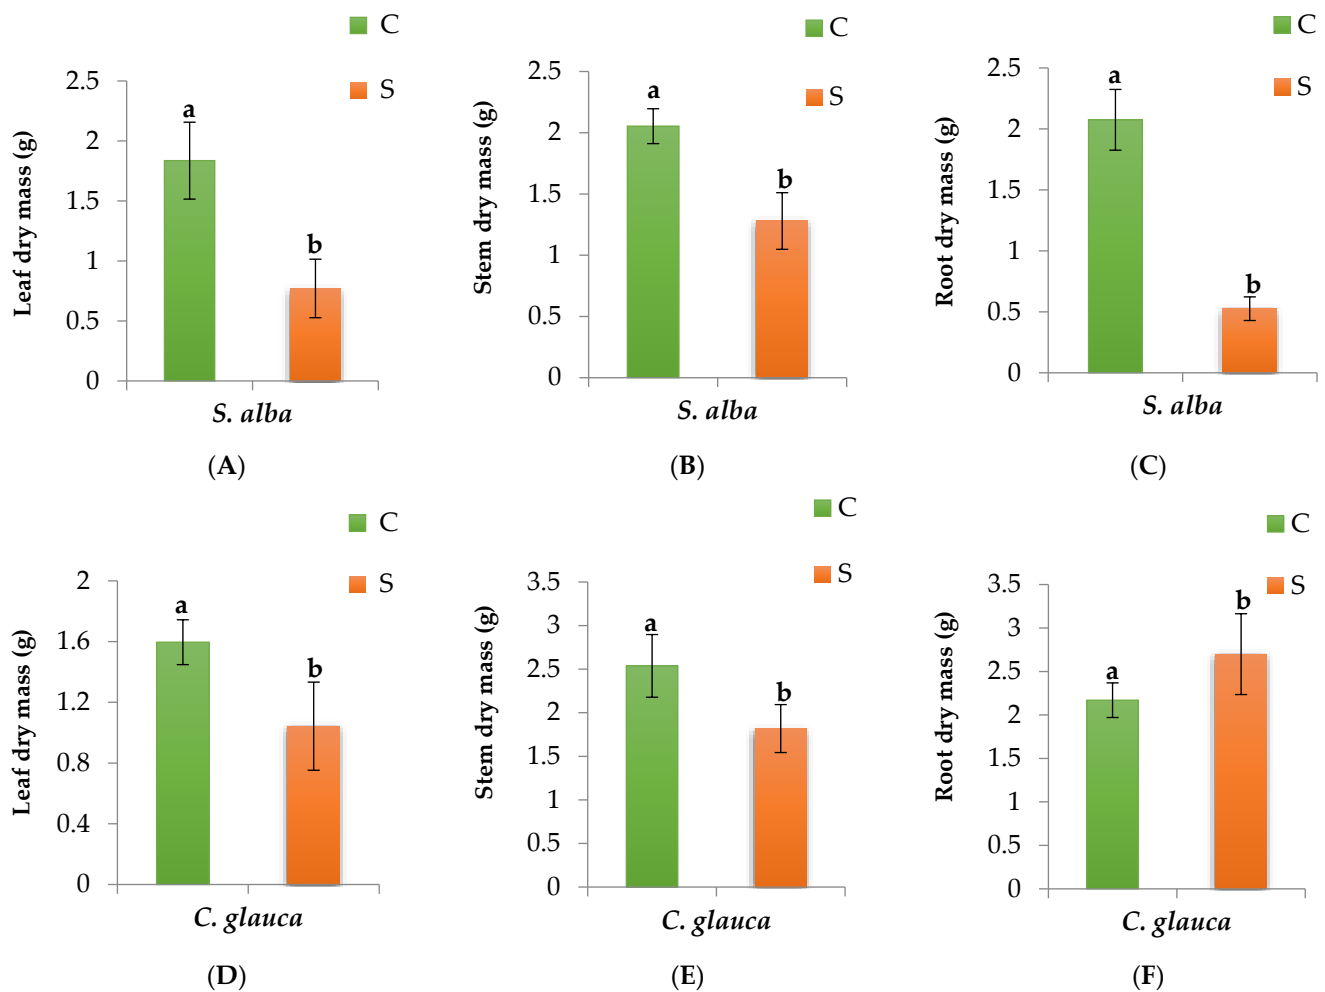 C
S
Leaf dry mass (g)
2.5
2
1.5
1
0.5
0
a
b
S. alba
(A)
C
S
Stem dry mass (g)
2.5
2
1.5
1
0.5
0
a
b
S. alba
(B)
C
S
Root dry mass (g)
2.5
2
1.5
1
0.5
0
a
b
S. alba
(C)
C
S
Leaf dry mass (g)
2
1.6
1.2
0.8
0.4
0
a
b
C. glauca
(D)
C
S
Stem dry mass (g)
3.5
3
2.5
2
1.5
1
0.5
0
a
b
C. glauca
(E)
C
S
Root dry mass (g)
3.5
3
2.5
2
1.5
1
0.5
0
a
b
C. glauca
(F)